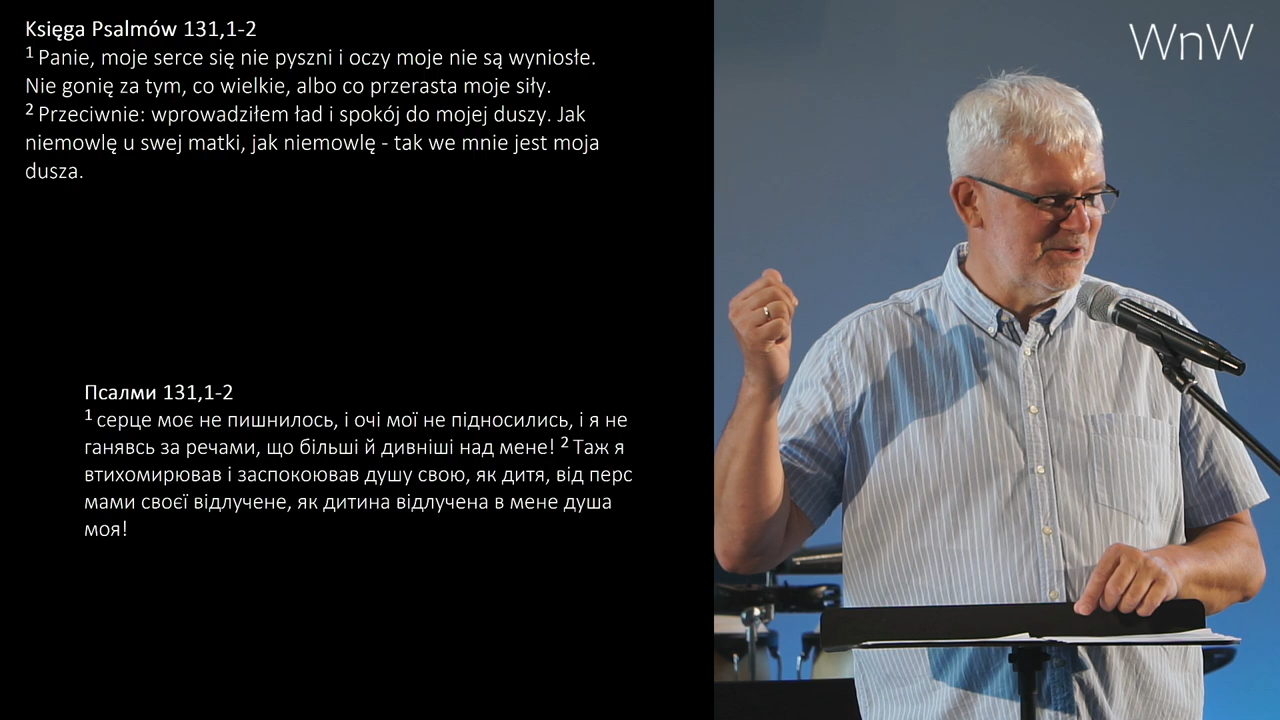 Księga Psalmów 131,1-2
1 Panie, moje serce się nie pyszni i oczy moje nie są wyniosłe.
Nie gonię za tym, co wielkie, albo co przerasta moje siły.
2 Przeciwnie: wprowadziłem ład i spokój do mojej duszy. Jak
niemowlę u swej matki, jak niemowlę - tak we mnie jest moja
dusza.
Псалми 131,1-2
1 серце моє не пишнилось, і очі мої не підносились, і я не
ганявсь за речами, що більші й дивніші над мене! 2 Таж я
втихомирював і заспокоював душу свою, як дитя, від перс
мами своєї відлучене, як дитина відлучена в мене душа
моя!
WnW